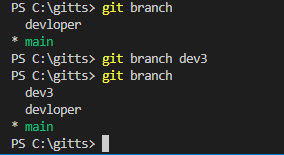 PS C:\gitts> git branch
  devloper
* main
PS C:\gitts> git branch dev3
PS C:\gitts> git branch
  dev3
  devloper
* main
PS C:\gitts>